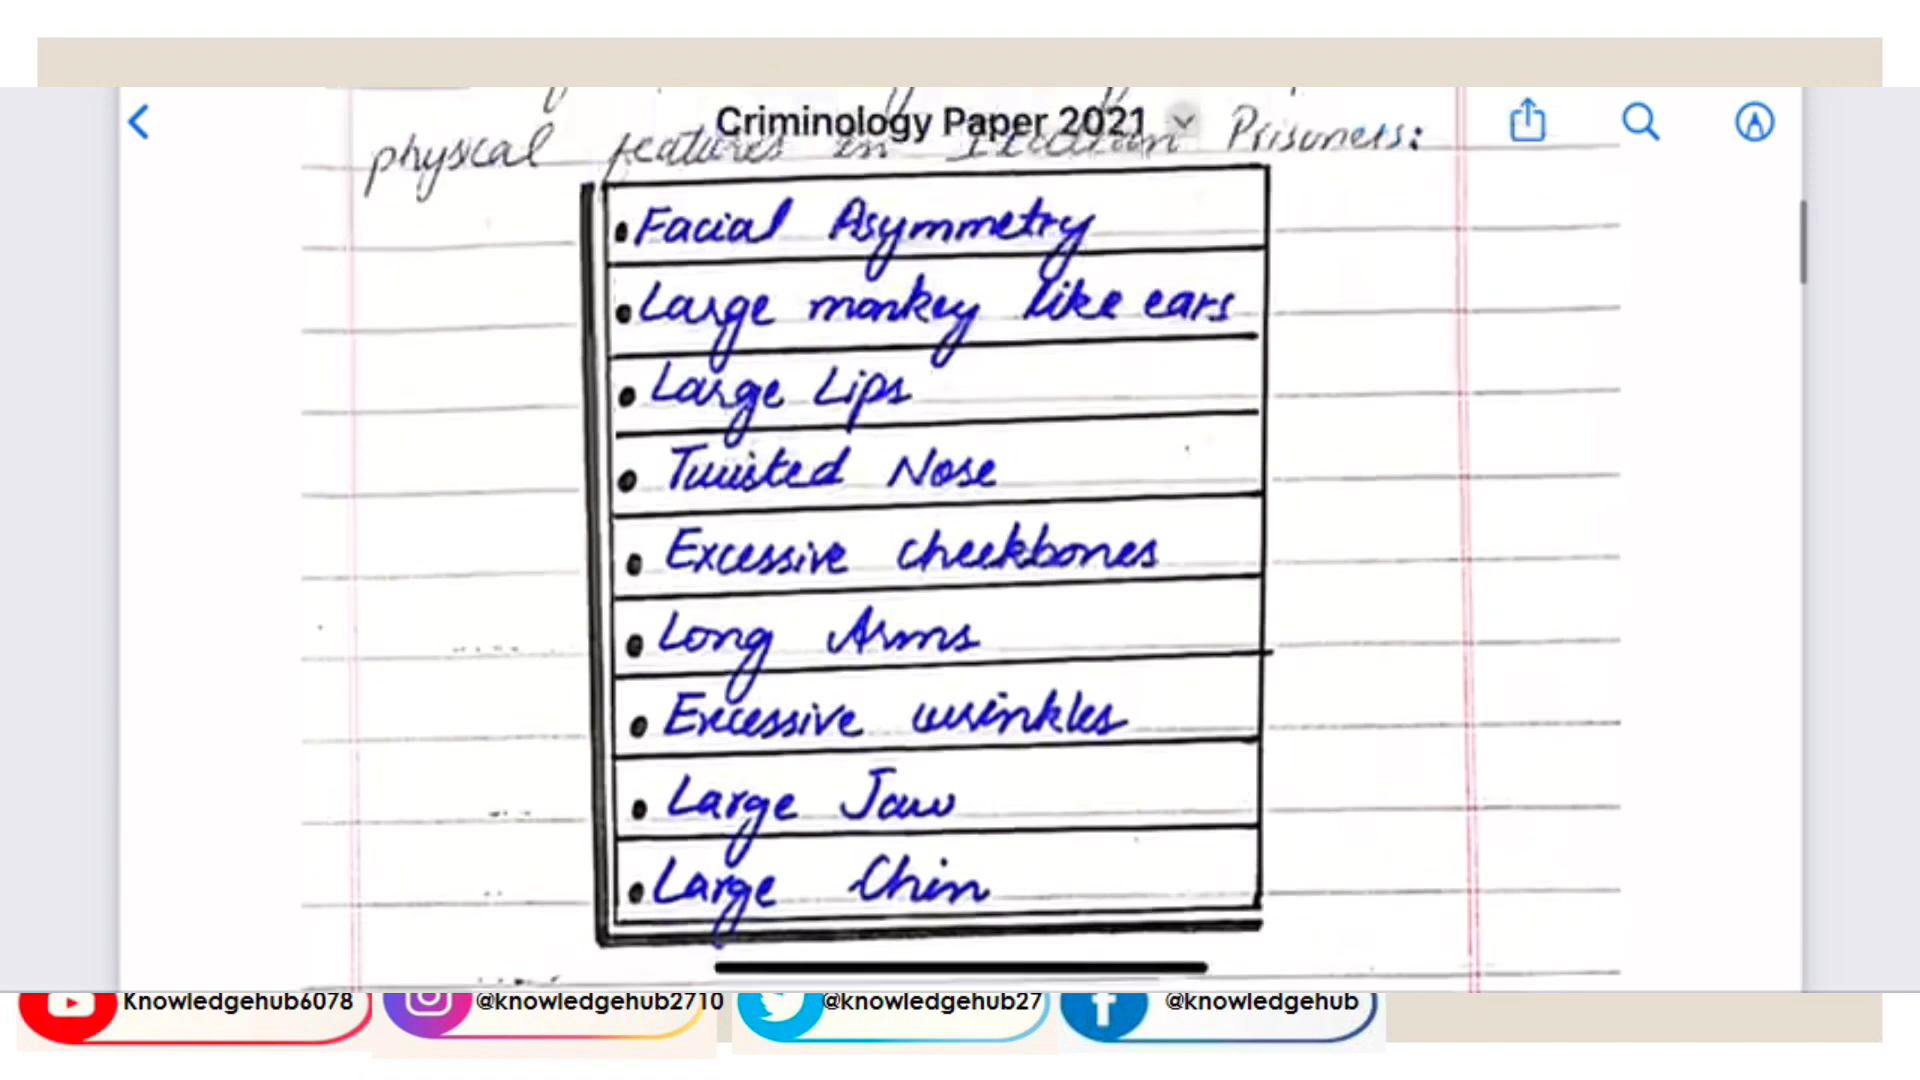 Criminology Paper 2021
physical features in Italian Prisoners:
• Facial Asymmetry
• Large monkey like ears
• Large Lips
• Twisted Nose
• Excessive cheekbones
• Long Arms
• Excessive wrinkles
• Large Jaw
• Large Chin
Knowledgehub6078 @knowledgehub2710 @knowledgehub27 @knowledgehub